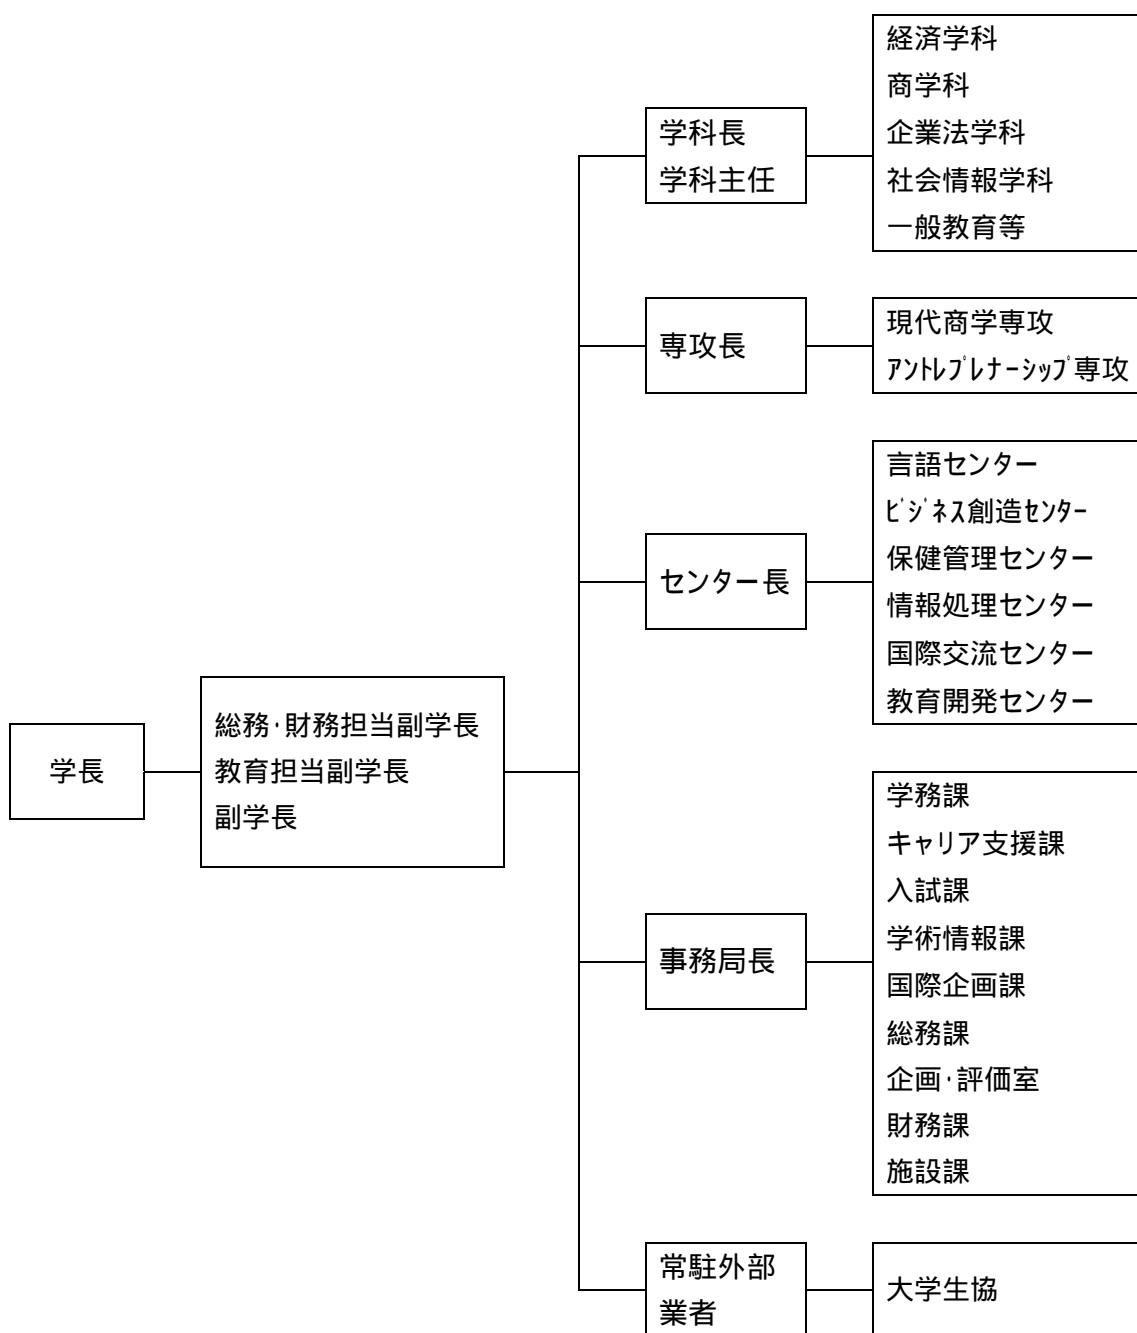 学長
総務・財務担当副学長
教育担当副学長
副学長
学科長
学科主任
経済学科
商学科
企業法学科
社会情報学科
一般教育等
専攻長
現代商学専攻
ｱﾝﾄﾚﾌﾟﾚﾅｰｼｯﾌﾟ専攻
センター長
言語センター
ﾋﾞｼﾞﾈｽ創造ｾﾝﾀｰ
保健管理センター
情報処理センター
国際交流センター
教育開発センター
事務局長
学務課
キャリア支援課
入試課
学術情報課
国際企画課
総務課
企画・評価室
財務課
施設課
常駐外部
業者
大学生協